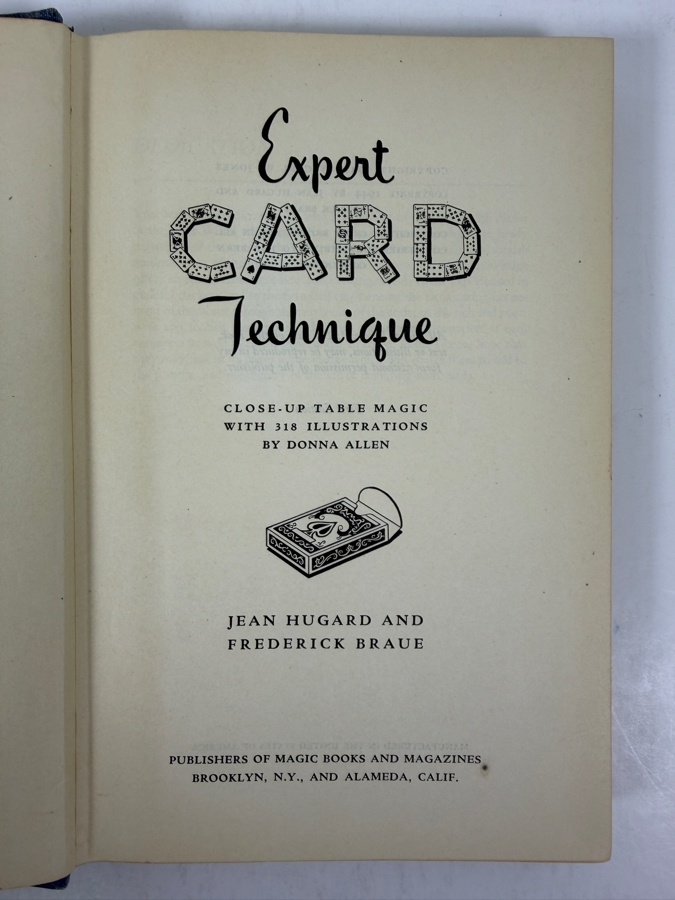 Expert
CARD
Technique
CLOSE-UP TABLE MAGIC
WITH 318 ILLUSTRATIONS
BY DONNA ALLEN
JEAN HUGARD AND
FREDERICK BRAUE
PUBLISHERS OF MAGIC BOOKS AND MAGAZINES
BROOKLYN, N.Y., AND ALAMEDA, CALIF.